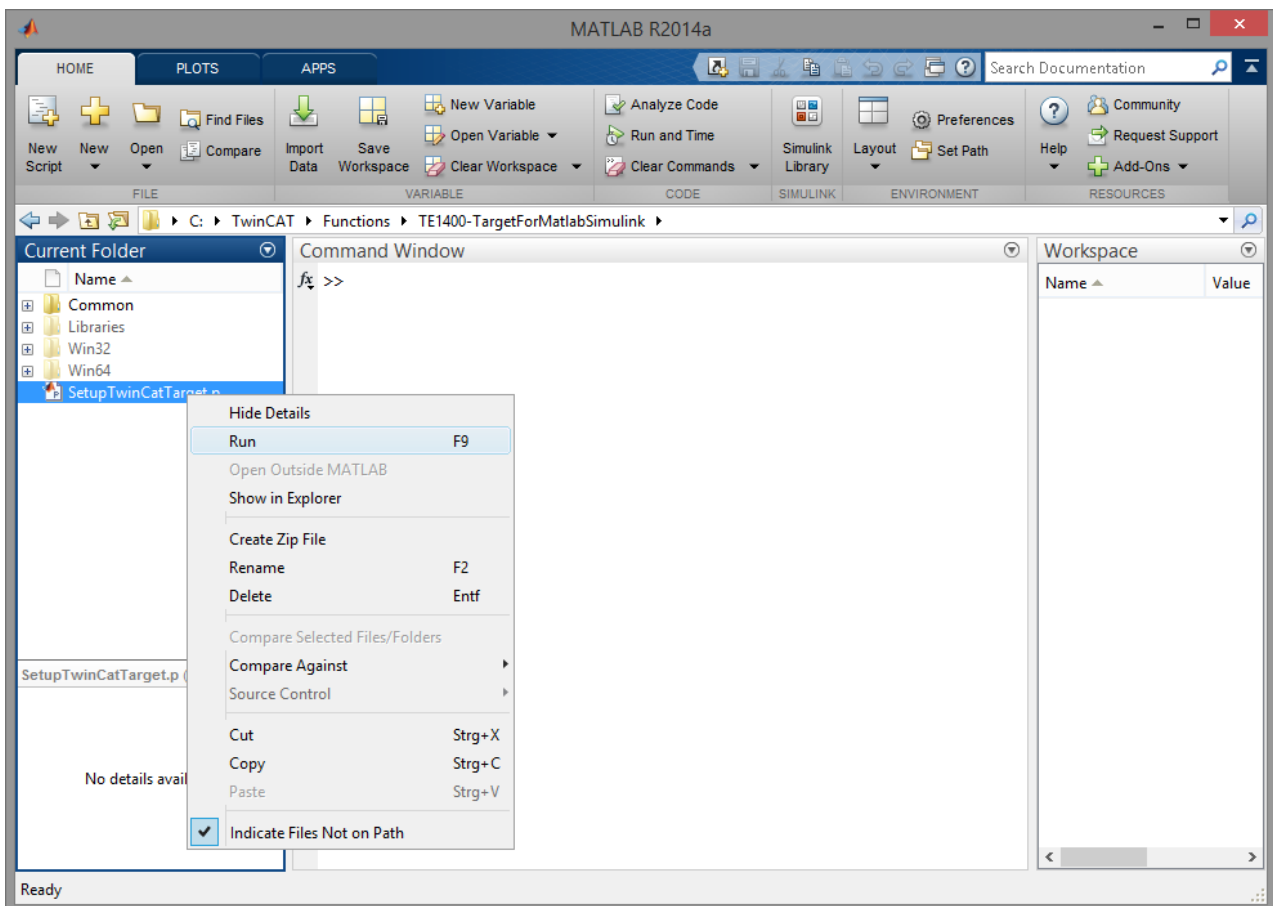 MATLAB R2014a
HOME PLOTS APPS Search Documentation
New Script
New
Open
Find Files
Compare
FILE
Import Data
Save Workspace
New Variable
Open Variable
Clear Workspace
VARIABLE
Analyze Code
Run and Time
Clear Commands
CODE
Simulink Library
SIMULINK
Layout
Preferences
Set Path
ENVIRONMENT
Help
Community
Request Support
Add-Ons
RESOURCES
C: TwinCAT Functions TE1400-TargetForMatlabSimulink
Current Folder
Name
Common
Libraries
Win32
Win64
SetupTwinCatTarget.p
Command Window
fx >>
Workspace
Name Value
Hide Details
Run F9
Open Outside MATLAB
Show in Explorer
Create Zip File
Rename F2
Delete Entf
Compare Selected Files/Folders
Compare Against
Source Control
Cut Strg+X
Copy Strg+C
Paste Strg+V
Indicate Files Not on Path
SetupTwinCatTarget.p (
No details avail
Ready